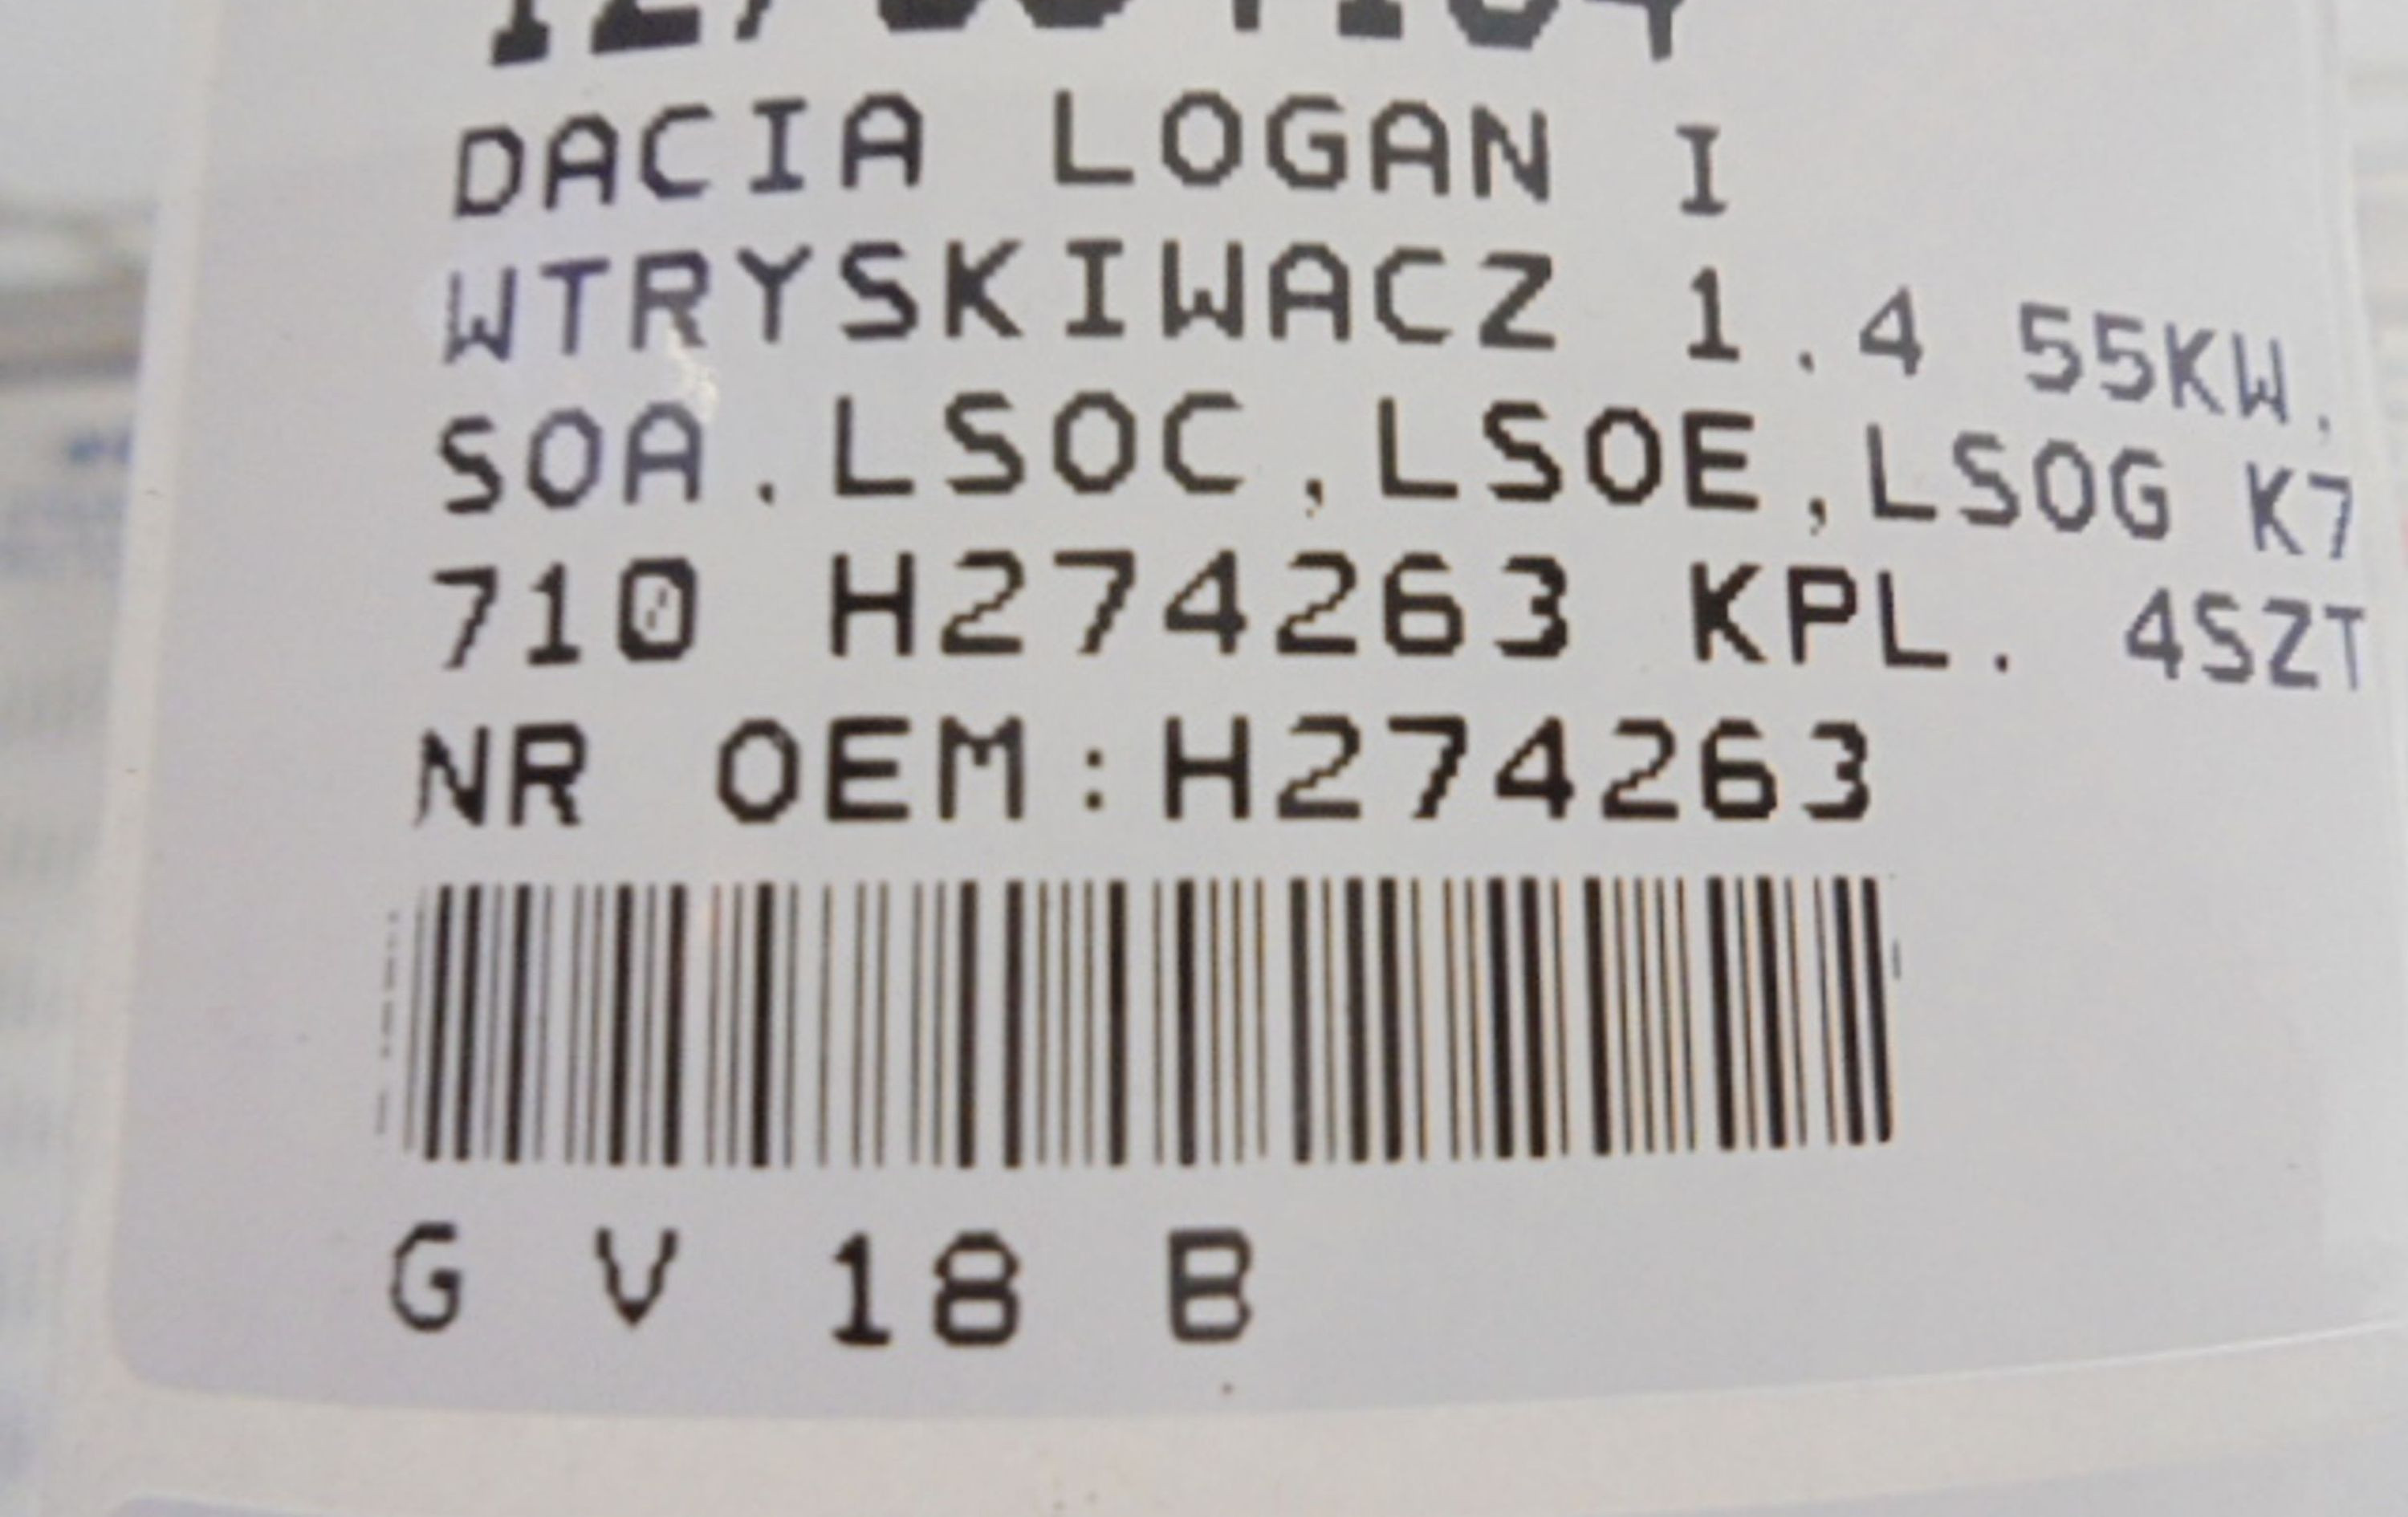 DACIA LOGAN I
WTRYSKIWACZ 1.4 55KW.
SOA.LSOC,LSOE,LSOG K7
710 H274263 KPL. 4SZT
NR OEM:H274263
G V 18 B